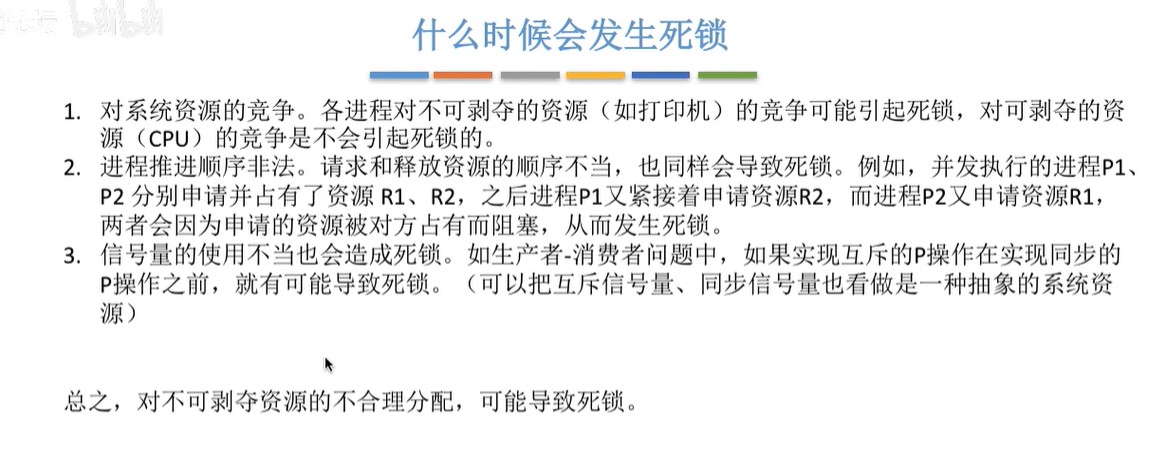 bilibili
什么时候会发生死锁
1. 对系统资源的竞争。各进程对不可剥夺的资源（如打印机）的竞争可能引起死锁，对可剥夺的资
源（CPU）的竞争是不会引起死锁的。
2. 进程推进顺序非法。请求和释放资源的顺序不当，也同样会导致死锁。例如，并发执行的进程P1、
P2 分别申请并占有了资源 R1、R2，之后进程P1又紧接着申请资源R2，而进程P2又申请资源R1，
两者会因为申请的资源被对方占有而阻塞，从而发生死锁。
3. 信号量的使用不当也会造成死锁。如生产者-消费者问题中，如果实现互斥的P操作在实现同步的
P操作之前，就有可能导致死锁。（可以把互斥信号量、同步信号量也看做是一种抽象的系统资
源）
总之，对不可剥夺资源的不合理分配，可能导致死锁。